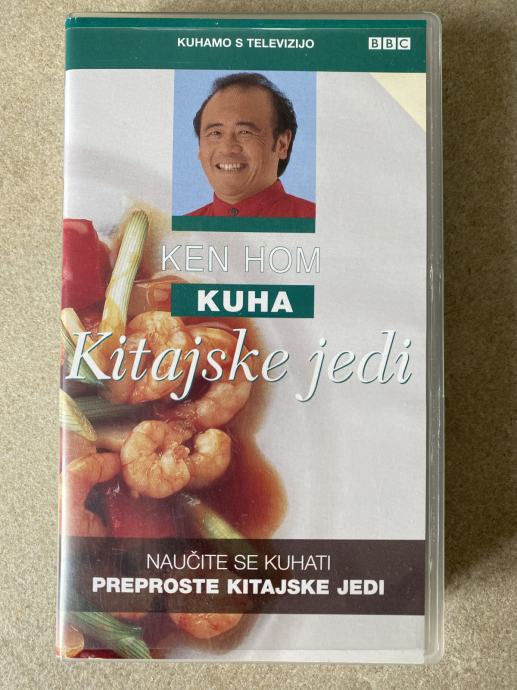 KUHAMO S TELEVIZIJO
BBC
KEN HOM
KUHA
Kitajske jedi
NAUČITE SE KUHATI
PREPROSTE KITAJSKE JEDI